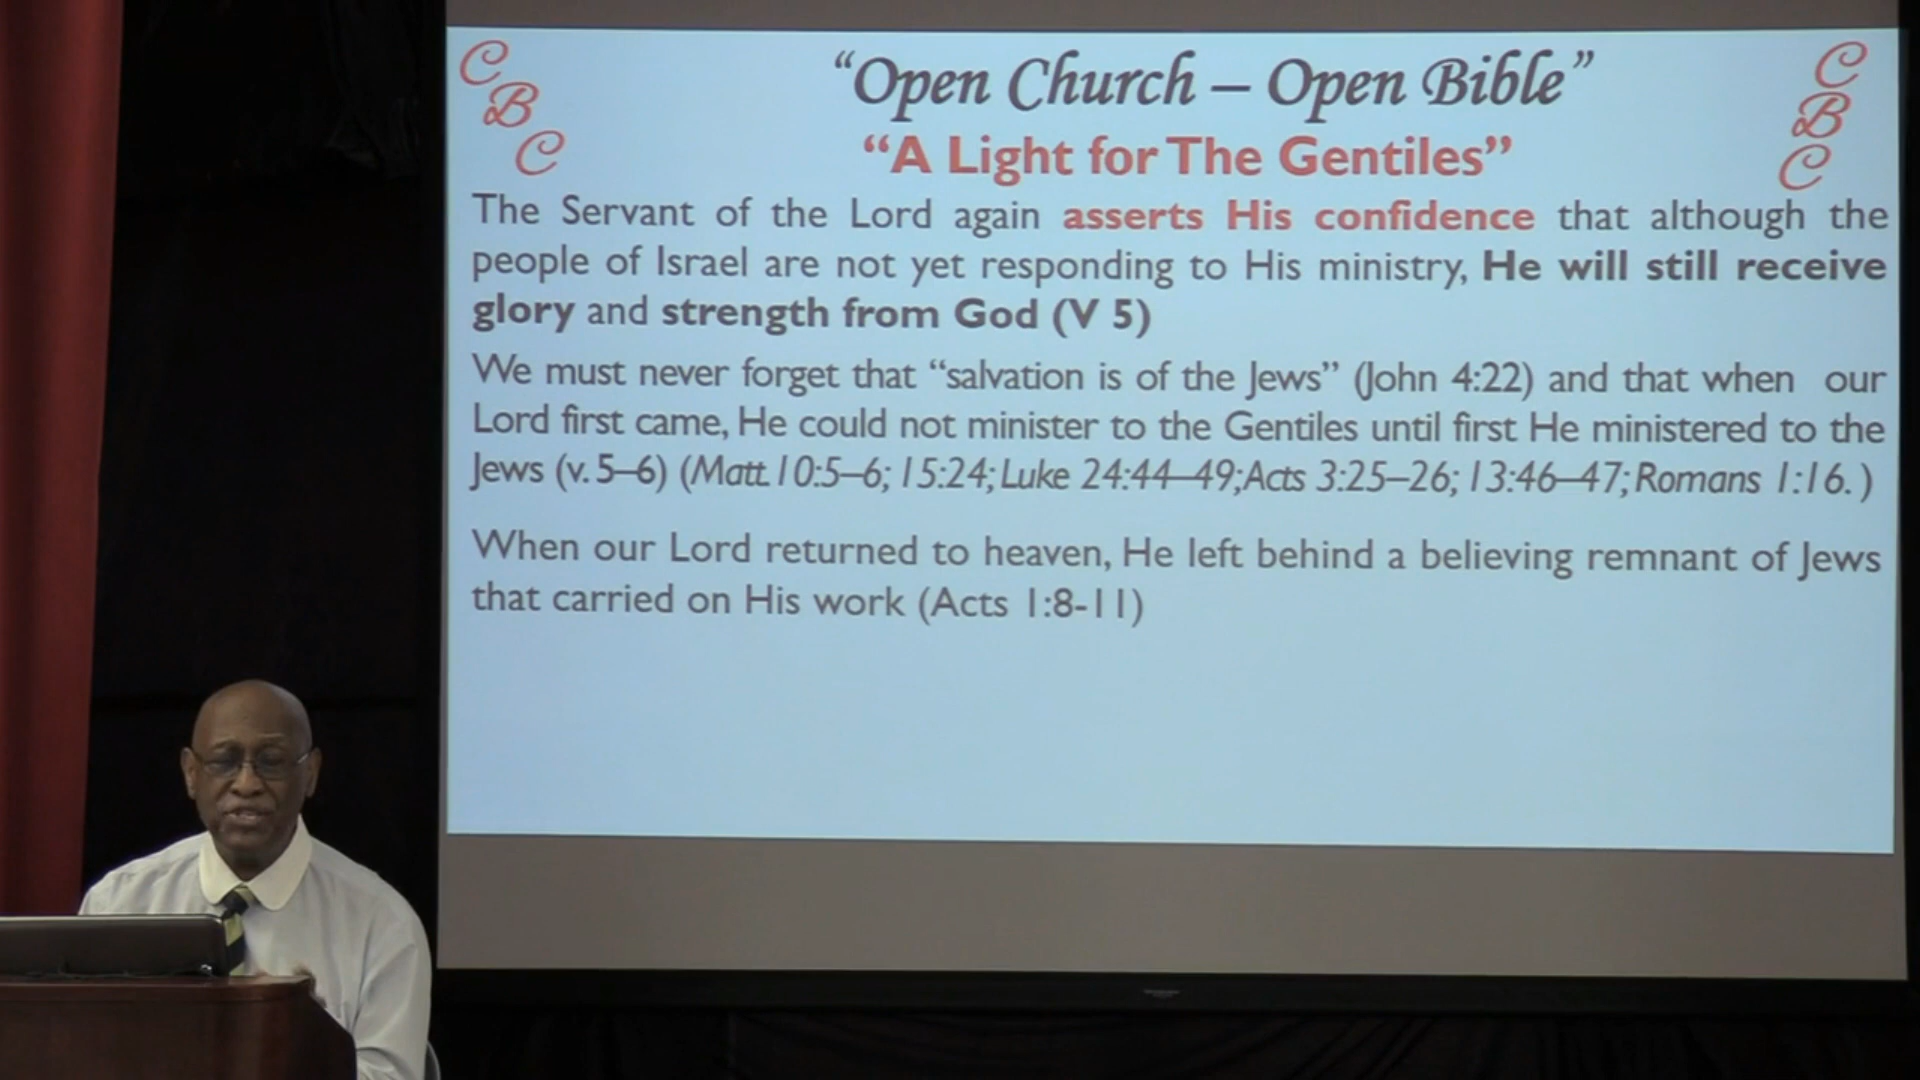 C
B
C
“Open Church – Open Bible”
C
B
C
“A Light for The Gentiles”
The Servant of the Lord again asserts His confidence that although the
people of Israel are not yet responding to His ministry, He will still receive
glory and strength from God (V 5)
We must never forget that “salvation is of the Jews” (John 4:22) and that when our
Lord first came, He could not minister to the Gentiles until first He ministered to the
Jews (v. 5–6) (Matt. 10:5–6; 15:24; Luke 24:44–49; Acts 3:25–26; 13:46–47; Romans 1:16. )
When our Lord returned to heaven, He left behind a believing remnant of Jews
that carried on His work (Acts 1:8-11)